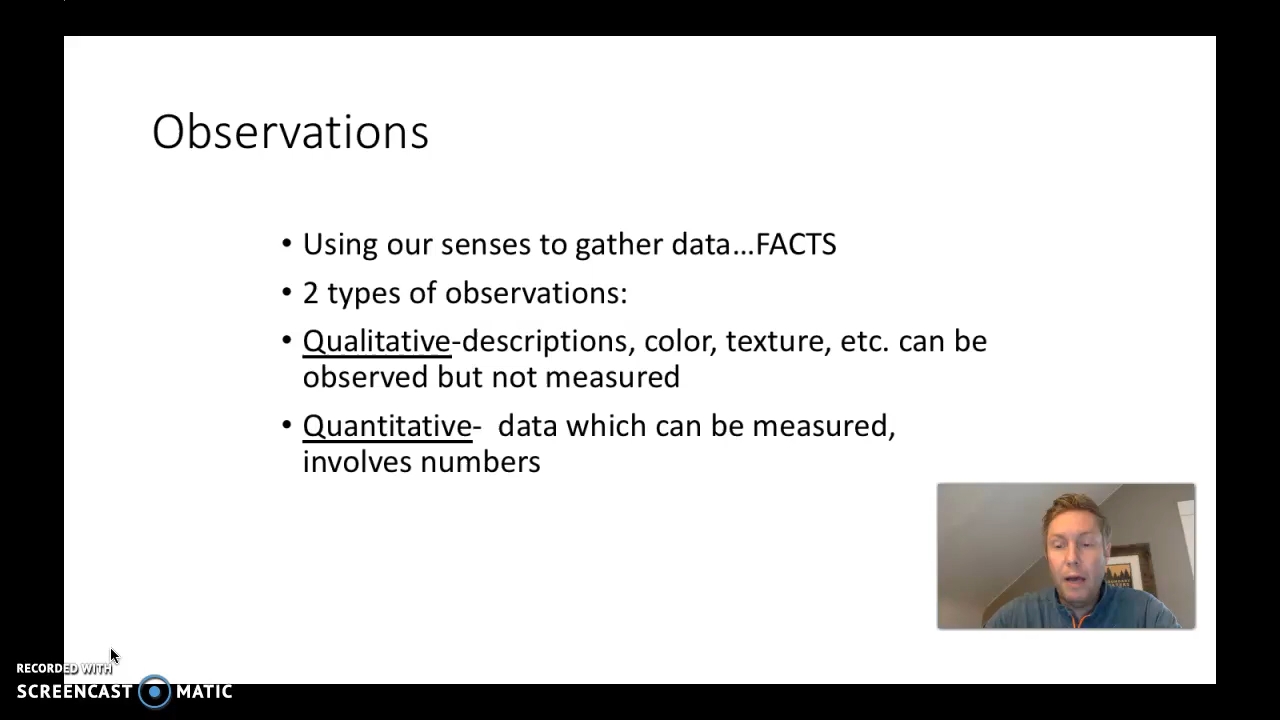 Observations
• Using our senses to gather data...FACTS
• 2 types of observations:
• Qualitative-descriptions, color, texture, etc. can be
observed but not measured
• Quantitative-  data which can be measured,
involves numbers
RECORDED WITH
SCREENCAST MATIC